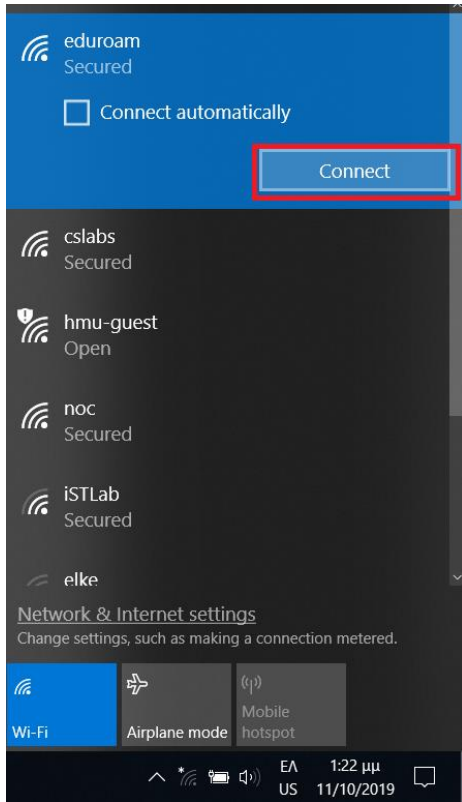 eduroam
Secured
Connect automatically
Connect
cslabs
Secured
hmu-guest
Open
noc
Secured
iSTLab
Secured
elke
Network & Internet settings
Change settings, such as making a connection metered.
Wi-Fi
Airplane mode
Mobile
hotspot
ΕΛ
US
1:22 μμ
11/10/2019